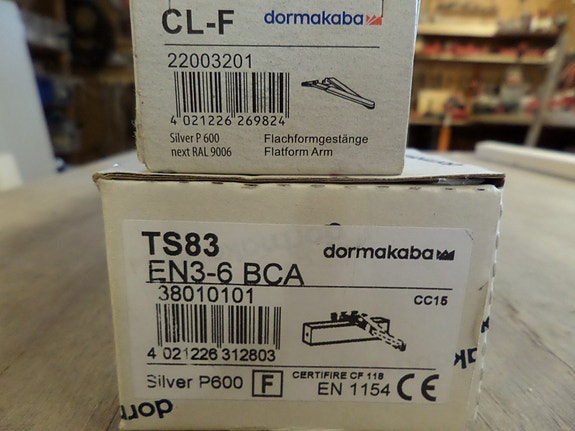 CL-F dormakaba
22003201
4 021226 269824
Silver P 600 Flachformgestänge
next RAL 9006 Flatform Arm
TS83 dormakaba
EN3-6 BCA
38010101 CC15
4 021226 312803
Silver P600 F CERTIFIRE CF 118
EN 1154 CE
dor